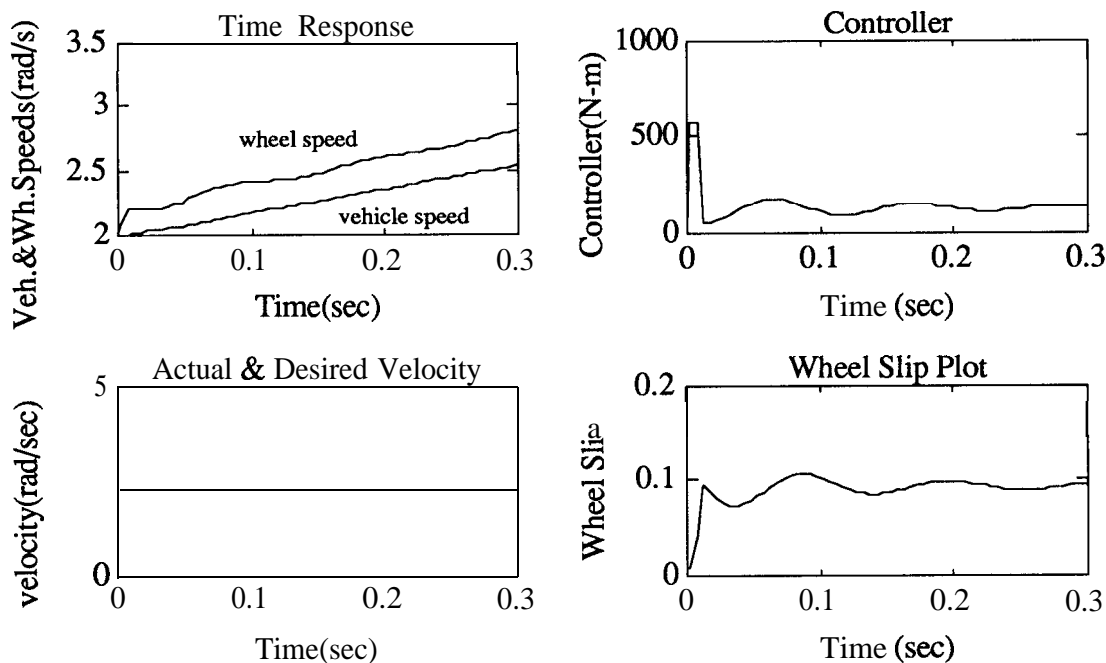 Time Response
Veh.&Wh.Speeds(rad/s)
3.5
3
2.5
2
wheel speed
vehicle speed
0
0.1
0.2
0.3
Time(sec)
Controller
Controller(N-m)
1000
500
0
0
0.1
0.2
0.3
Time (sec)
Actual & Desired Velocity
velocity(rad/sec)
5
0
0
0.1
0.2
0.3
Time(sec)
Wheel Slip Plot
Wheel Slia
0.2
0.1
0
0
0.1
0.2
0.3
Time (sec)